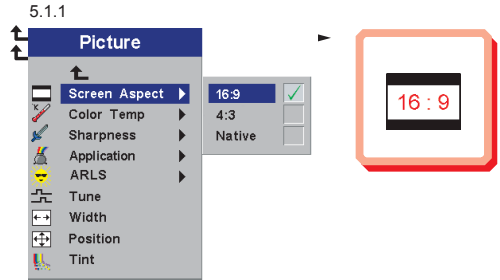 5.1.1
Picture
Screen Aspect
16:9
Color Temp
4:3
Sharpness
Native
Application
ARLS
Tune
Width
Position
Tint
16 : 9